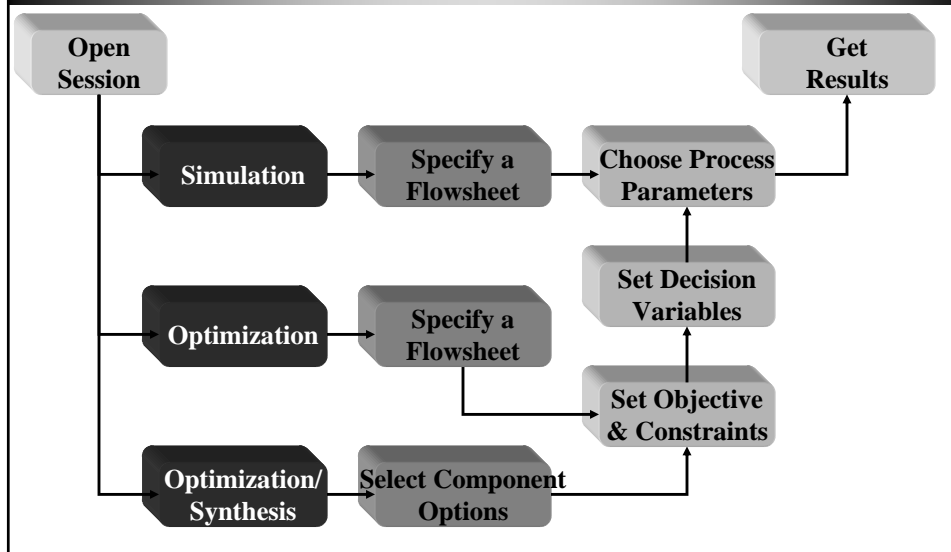 Open
Session
Get
Results
Simulation
Specify a
Flowsheet
Choose Process
Parameters
Set Decision
Variables
Optimization
Specify a
Flowsheet
Set Objective
& Constraints
Optimization/
Synthesis
Select Component
Options